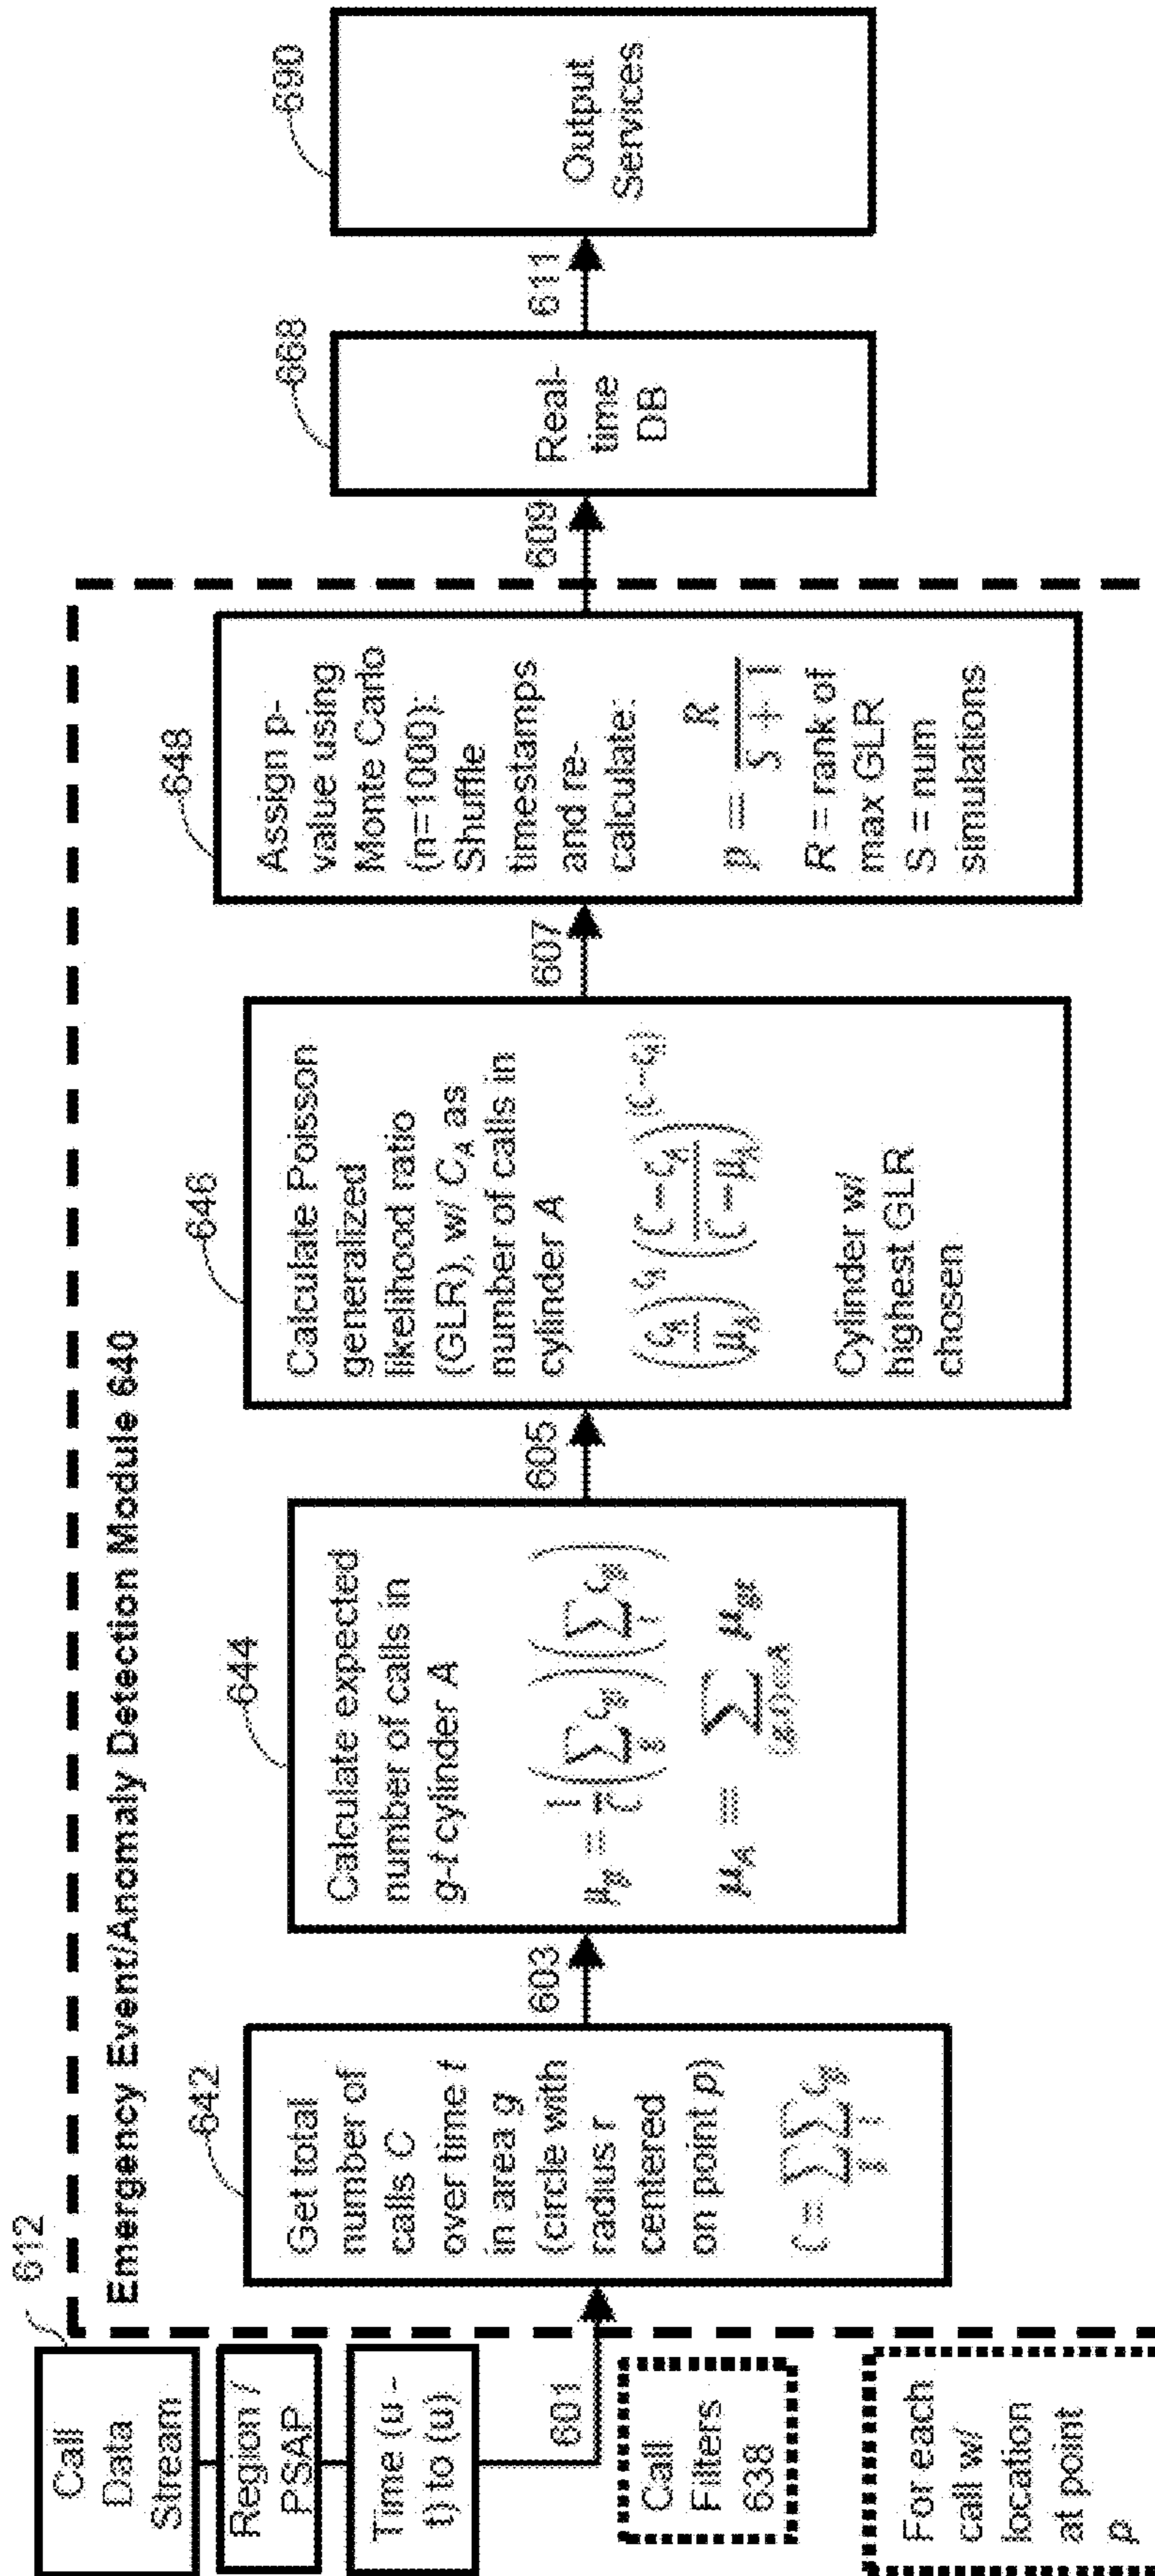 612
Call
Data
Stream
Region /
PSAP
Time (u -
t) to (u)
601
Call
Filters
638
For each
call w/
location
at point
p
Emergency Event/Anomaly Detection Module 640
642
Get total
number of
calls C
over time t
in area g
(circle with
radius r
centered
on point p)
603
644
Calculate expected
number of calls in
g-t cylinder A
605
646
Calculate Poisson
generalized
likelihood ratio
(GLR), w/ C_A as
number of calls in
cylinder A
(c_A/μ_A) (C-c_A/C-μ_A)
Cylinder w/
highest GLR
chosen
607
648
Assign p-
value using
Monte Carlo
(n=1000):
Shuffle
timestamps
and re-
calculate:
p = R/S + 1
R = rank of
max GLR
S = num
simulations
609
668
Real-
time
DB
611
690
Output
Services